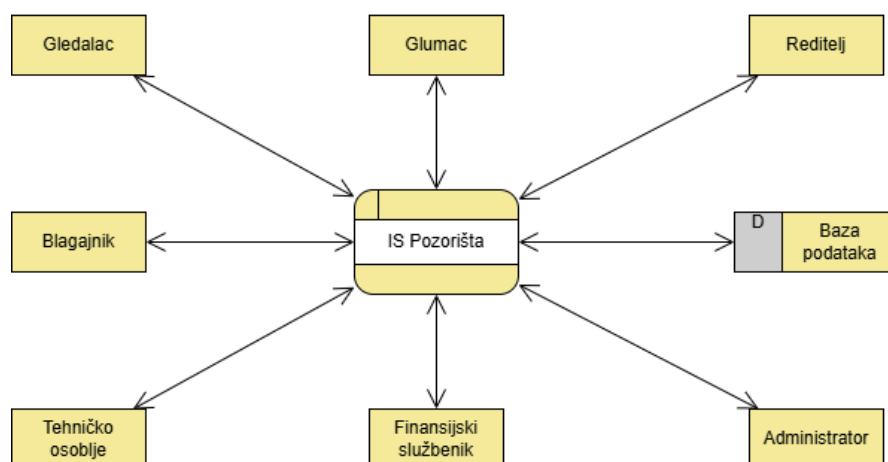 Gledalac
Glumac
Reditelj
Blagajnik
IS Pozorišta
D
Baza
podataka
Tehničko
osoblje
Finansijski
službenik
Administrator